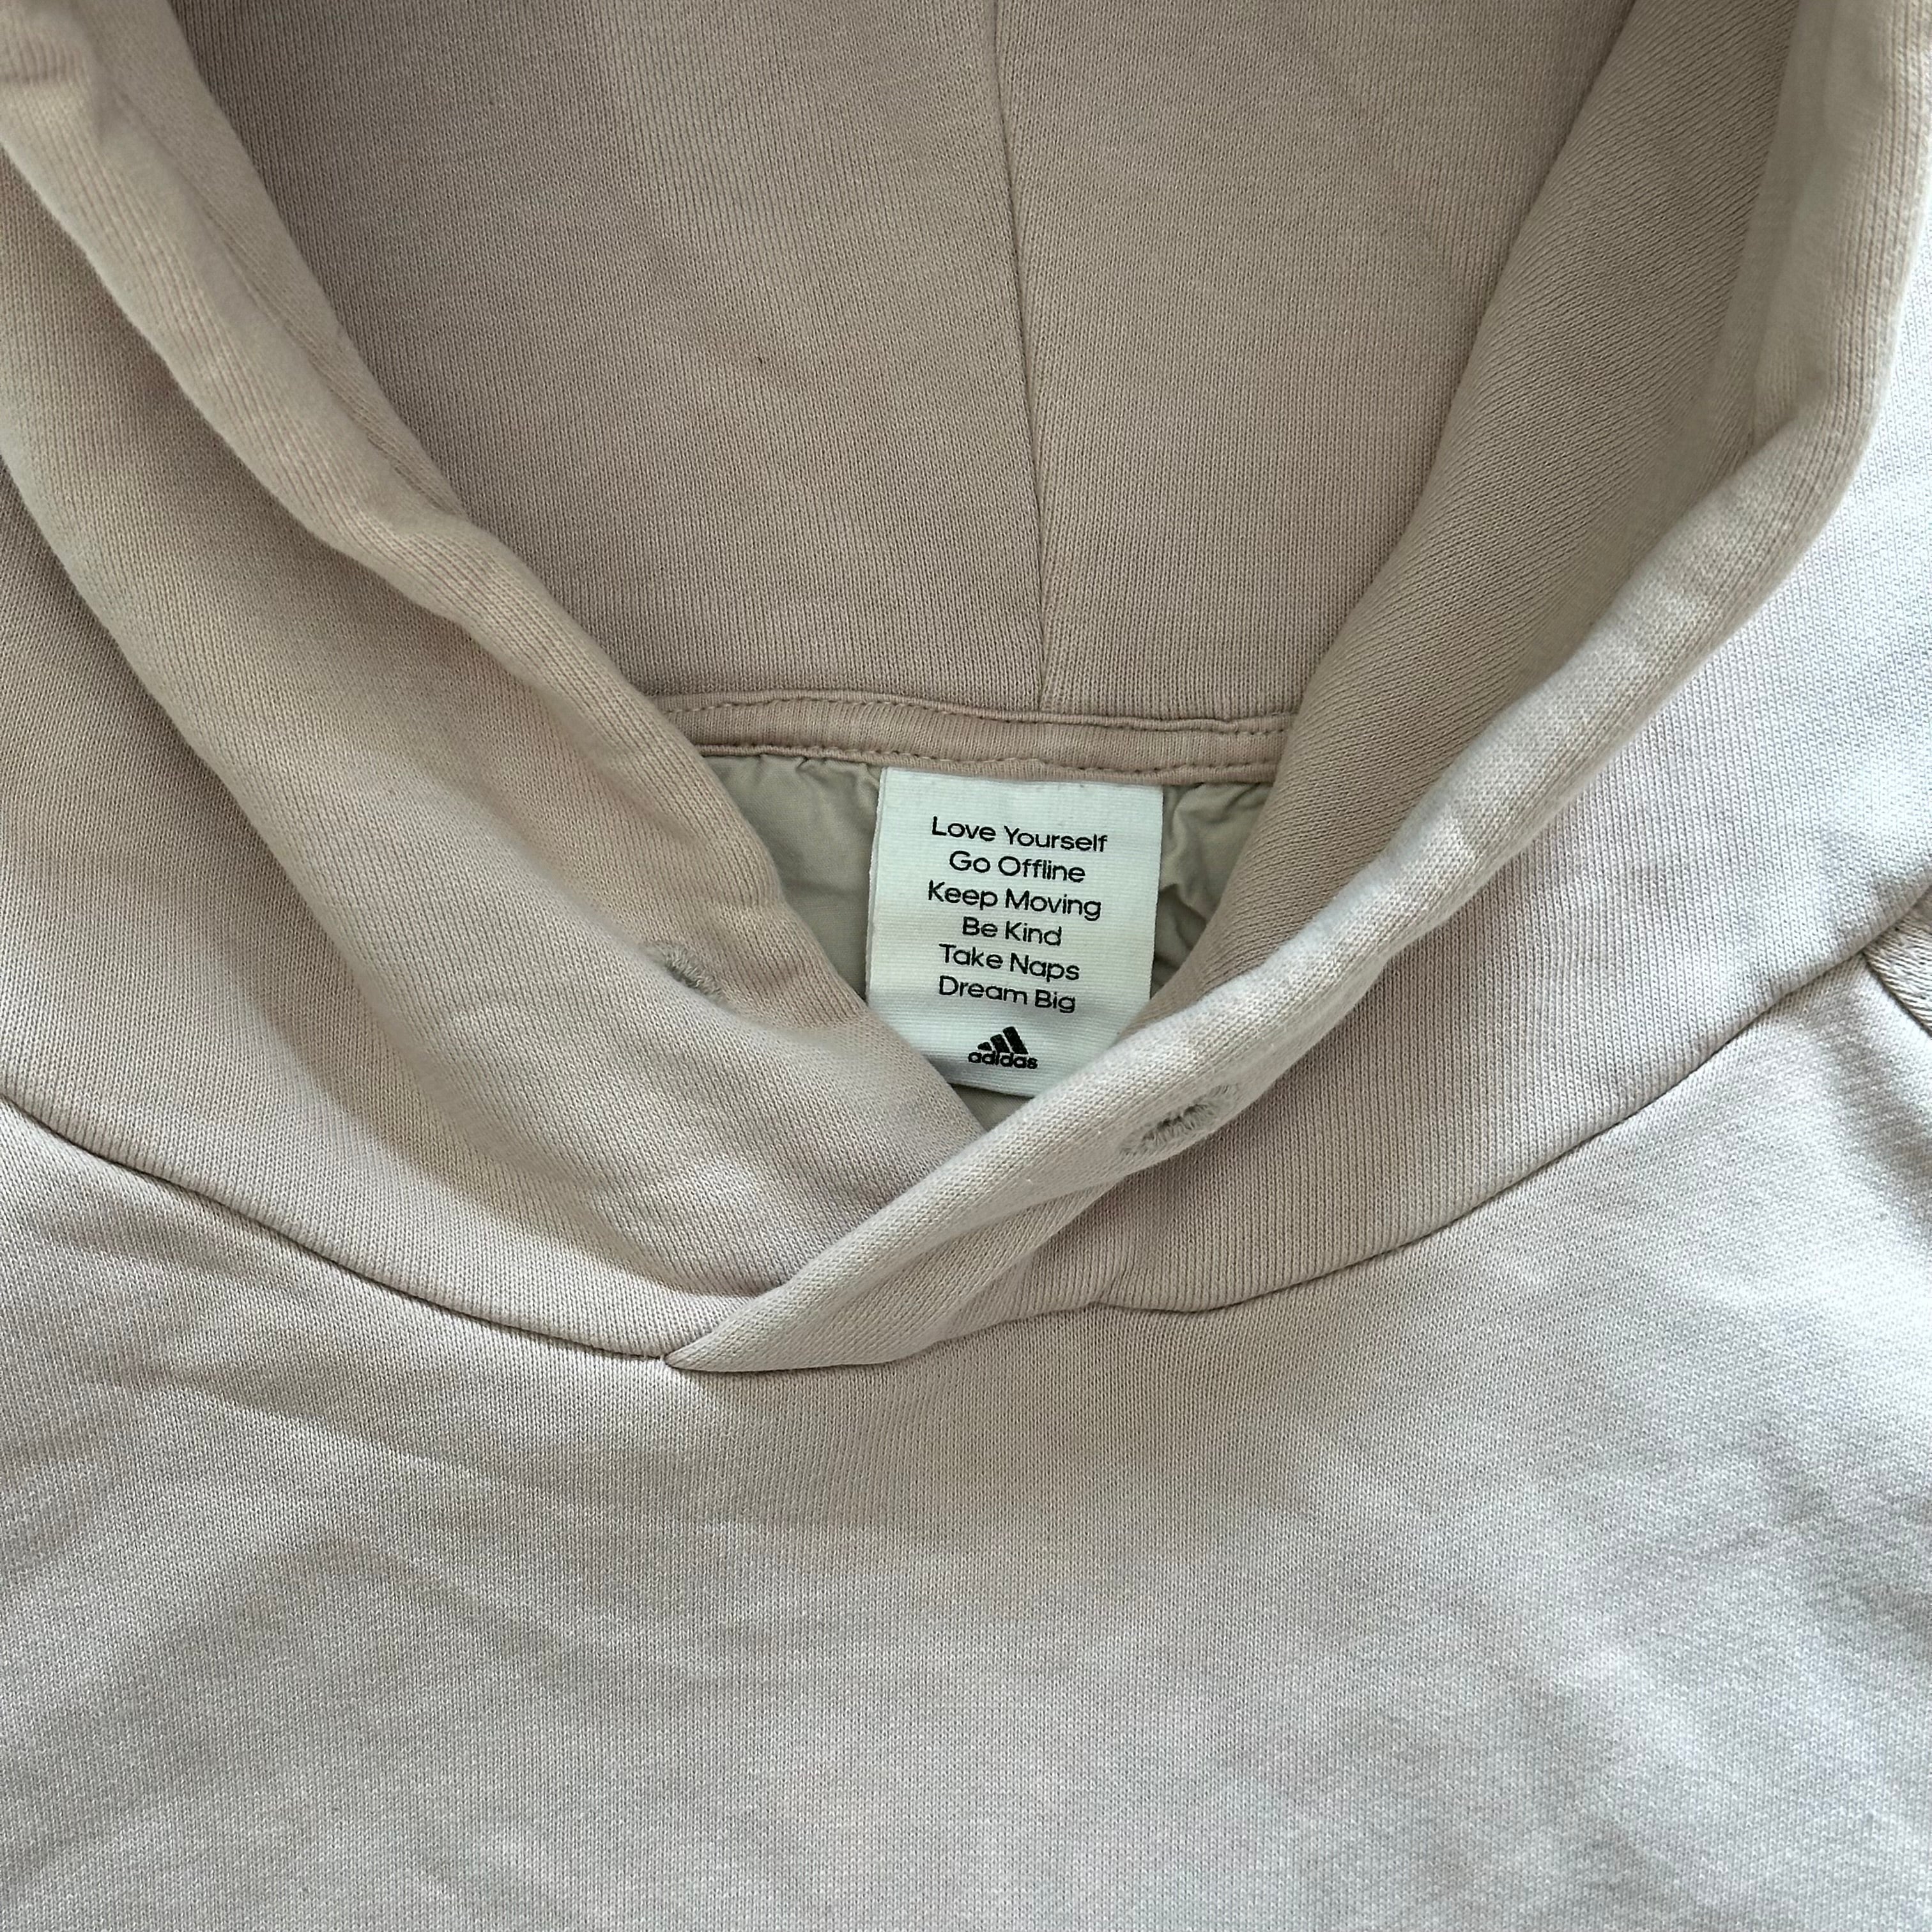 Love Yourself
Go Offline
Keep Moving
Be Kind
Take Naps
Dream Big
adidas